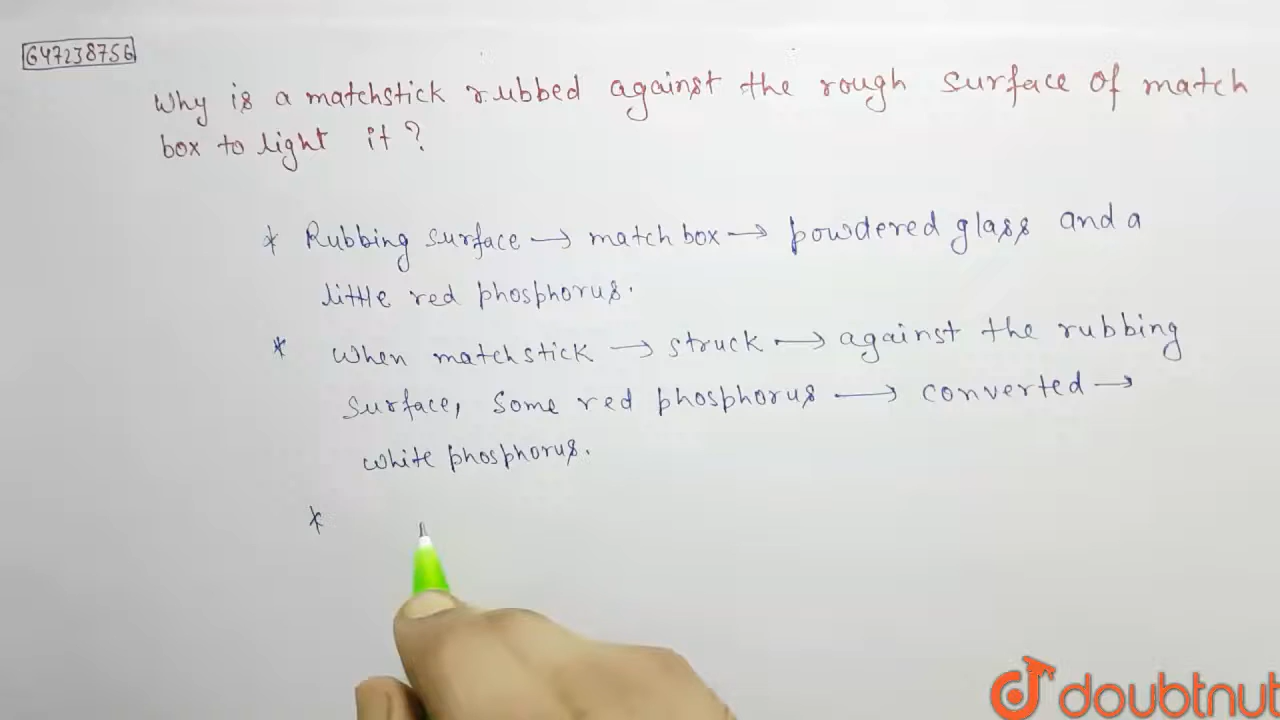 647238756
Why is a matchstick rubbed against the rough surface of match
box to light it?
* Rubbing surface → match box → powdered glass and a
little red phosphorus.
* When matchstick → struck → against the rubbing
surface, some red phosphorus → converted →
white phosphorus.
*
doubtnut